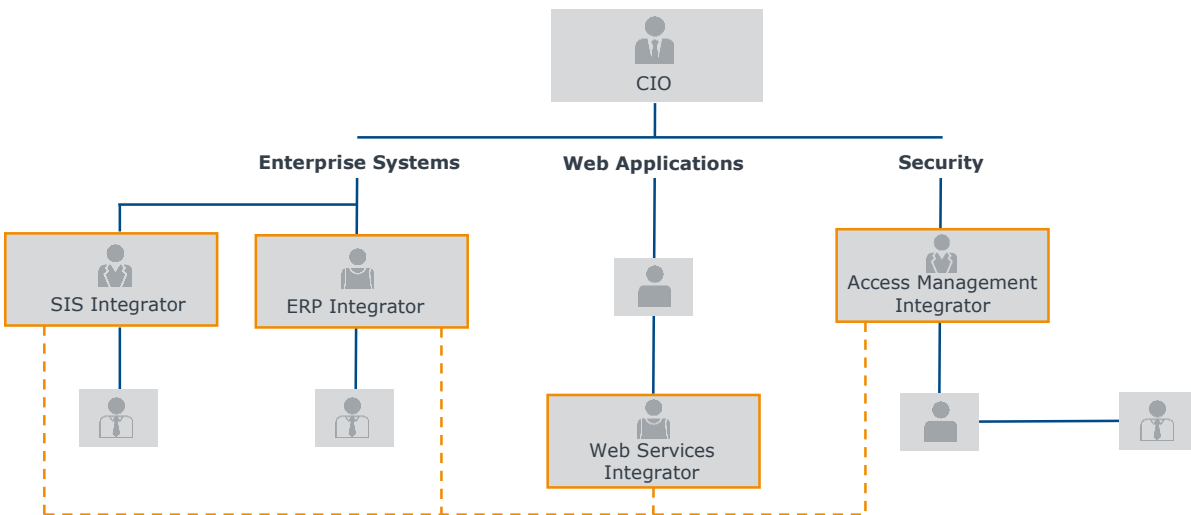 CIO
Enterprise Systems
Web Applications
Security
SIS Integrator
ERP Integrator
Access Management
Integrator
Web Services
Integrator